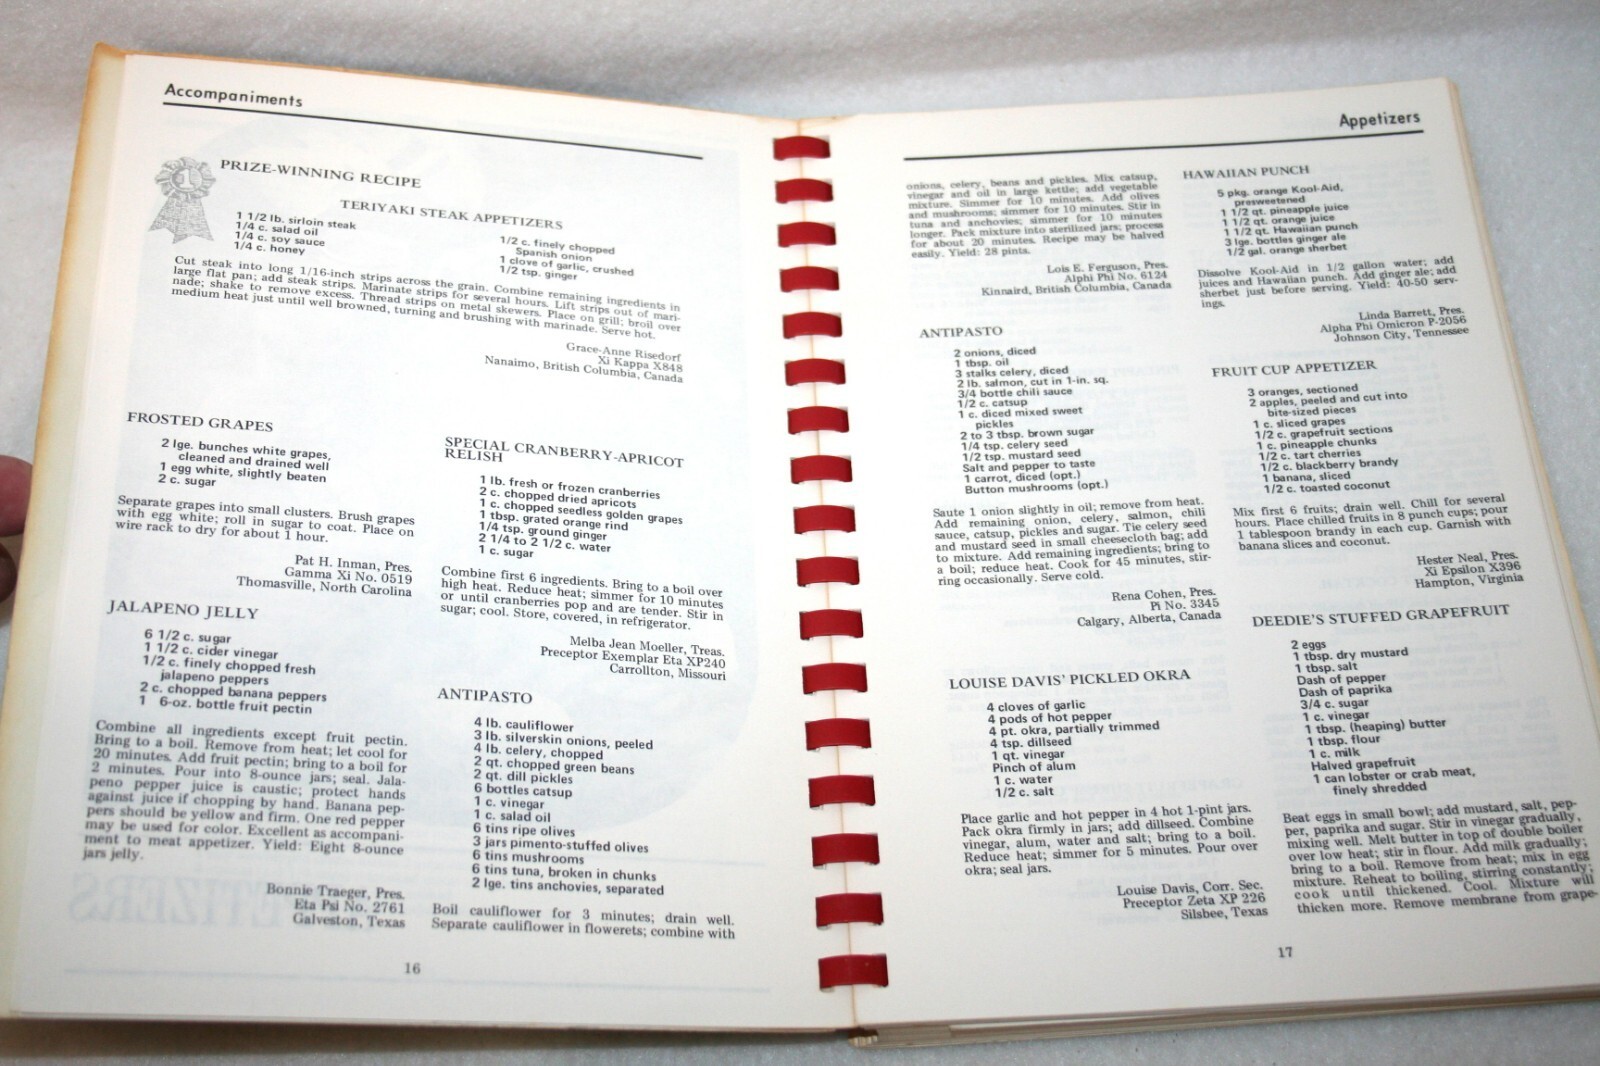 Accompaniments
PRIZE-WINNING RECIPE
TERIYAKI STEAK APPETIZERS
1 1/2 lb. sirloin steak
1/4 c. salad oil
1/4 c. soy sauce
1/4 c. honey
1/2 c. finely chopped
Spanish onion
1 clove of garlic, crushed
1/2 tsp. ginger
Cut steak into long 1/16-inch strips across the grain. Combine remaining ingredients in
large flat pan; add steak strips. Marinate strips for several hours. Lift strips out of mari-
nade; shake to remove excess. Thread strips on metal skewers. Place on grill; broil over
medium heat just until well browned, turning and brushing with marinade. Serve hot.
Grace-Anne Risedorf
Xi Kappa X848
Nanaimo, British Columbia, Canada
FROSTED GRAPES
2 lge. bunches white grapes,
cleaned and drained well
1 egg white, slightly beaten
2 c. sugar
Separate grapes into small clusters. Brush grapes
with egg white; roll in sugar to coat. Place on
wire rack to dry for about 1 hour.
Pat H. Inman, Pres.
Gamma Xi No. 0519
Thomasville, North Carolina
JALAPENO JELLY
6 1/2 c. sugar
1 1/2 c. cider vinegar
1/2 c. finely chopped fresh
jalapeno peppers
2 c. chopped banana peppers
1 6-oz. bottle fruit pectin
Combine all ingredients except fruit pectin.
Bring to a boil. Remove from heat; let cool for
20 minutes. Add fruit pectin; bring to a boil for
2 minutes. Pour into 8-ounce jars; seal. Jala-
peno pepper juice is caustic; protect hands
against juice if chopping by hand. Banana pep-
pers should be yellow and firm. One red pepper
may be used for color. Excellent as accompani-
ment to meat appetizer. Yield: Eight 8-ounce
jars jelly.
Bonnie Traeger, Pres.
Eta Psi No. 2761
Galveston, Texas
SPECIAL CRANBERRY-APRICOT
RELISH
1 lb. fresh or frozen cranberries
2 c. chopped dried apricots
1 c. chopped seedless golden grapes
1 tbsp. grated orange rind
1/4 tsp. ground ginger
2 1/4 to 2 1/2 c. water
1 c. sugar
Combine first 6 ingredients. Bring to a boil over
high heat. Reduce heat; simmer for 10 minutes
or until cranberries pop and are tender. Stir in
sugar; cool. Store, covered, in refrigerator.
Melba Jean Moeller, Treas.
Preceptor Exemplar Eta XP240
Carrollton, Missouri
ANTIPASTO
4 lb. cauliflower
3 lb. silverskin onions, peeled
4 lb. celery, chopped
2 qt. chopped green beans
2 qt. dill pickles
6 bottles catsup
1 c. vinegar
1 c. salad oil
6 tins ripe olives
3 jars pimento-stuffed olives
6 tins mushrooms
6 tins tuna, broken in chunks
2 lge. tins anchovies, separated
Boil cauliflower for 3 minutes; drain well.
Separate cauliflower in flowerets; combine with
16
Appetizers
onions, celery, beans and pickles. Mix catsup,
vinegar and oil in large kettle; add vegetable
mixture. Simmer for 10 minutes. Add olives
and mushrooms; simmer for 10 minutes. Stir in
tuna and anchovies; simmer for 10 minutes
longer. Pack mixture into sterilized jars; process
for about 20 minutes. Recipe may be halved
easily. Yield: 28 pints.
Lois E. Ferguson, Pres.
Alphi Phi No. 6124
Kinnaird, British Columbia, Canada
ANTIPASTO
2 onions, diced
1 tbsp. oil
3 stalks celery, diced
2 lb. salmon, cut in 1-in. sq.
3/4 bottle chili sauce
1/2 c. catsup
1 c. diced mixed sweet
pickles
2 to 3 tbsp. brown sugar
1/4 tsp. celery seed
1/2 tsp. mustard seed
Salt and pepper to taste
1 carrot, diced (opt.)
Button mushrooms (opt.)
Saute 1 onion slightly in oil; remove from heat.
Add remaining onion, celery, salmon, chili
sauce, catsup, pickles and sugar. Tie celery seed
and mustard seed in small cheesecloth bag; add
to mixture. Add remaining ingredients; bring to
a boil; reduce heat. Cook for 45 minutes, stir-
ring occasionally. Serve cold.
Rena Cohen, Pres.
Pi No. 3345
Calgary, Alberta, Canada
LOUISE DAVIS' PICKLED OKRA
4 cloves of garlic
4 pods of hot pepper
4 pt. okra, partially trimmed
4 tsp. dillseed
1 qt. vinegar
Pinch of alum
1 c. water
1/2 c. salt
Place garlic and hot pepper in 4 hot 1-pint jars.
Pack okra firmly in jars; add dillseed. Combine
vinegar, alum, water and salt; bring to a boil.
Reduce heat; simmer for 5 minutes. Pour over
okra; seal jars.
Louise Davis, Corr. Sec.
Preceptor Zeta XP 226
Silsbee, Texas
HAWAIIAN PUNCH
5 pkg. orange Kool-Aid,
presweetened
1 1/2 qt. pineapple juice
1 1/2 qt. orange juice
1 1/2 qt. Hawaiian punch
3 lge. bottles ginger ale
1/2 gal. orange sherbet
Dissolve Kool-Aid in 1/2 gallon water; add
juices and Hawaiian punch. Add ginger ale; add
sherbet just before serving. Yield: 40-50 serv-
ings.
Linda Barrett, Pres.
Alpha Phi Omicron P-2056
Johnson City, Tennessee
FRUIT CUP APPETIZER
3 oranges, sectioned
2 apples, peeled and cut into
bite-sized pieces
1 c. sliced grapes
1/2 c. grapefruit sections
1 c. pineapple chunks
1/2 c. tart cherries
1/2 c. blackberry brandy
1 banana, sliced
1/2 c. toasted coconut
Mix first 6 fruits; drain well. Chill for several
hours. Place chilled fruits in 8 punch cups; pour
1 tablespoon brandy in each cup. Garnish with
banana slices and coconut.
Hester Neal, Pres.
Xi Epsilon X396
Hampton, Virginia
DEEDIE'S STUFFED GRAPEFRUIT
2 eggs
1 tbsp. dry mustard
1 tbsp. salt
Dash of pepper
Dash of paprika
3/4 c. sugar
1 c. vinegar
1 tbsp. (heaping) butter
1 tbsp. flour
1 c. milk
Halved grapefruit
1 can lobster or crab meat,
finely shredded
Beat eggs in small bowl; add mustard, salt, pep-
per, paprika and sugar. Stir in vinegar gradually,
mixing well. Melt butter in top of double boiler
over low heat; stir in flour. Add milk gradually;
bring to a boil. Remove from heat; mix in egg
mixture. Reheat to boiling, stirring constantly;
cook until thickened. Cool. Mixture will
thicken more. Remove membrane from grape-
17